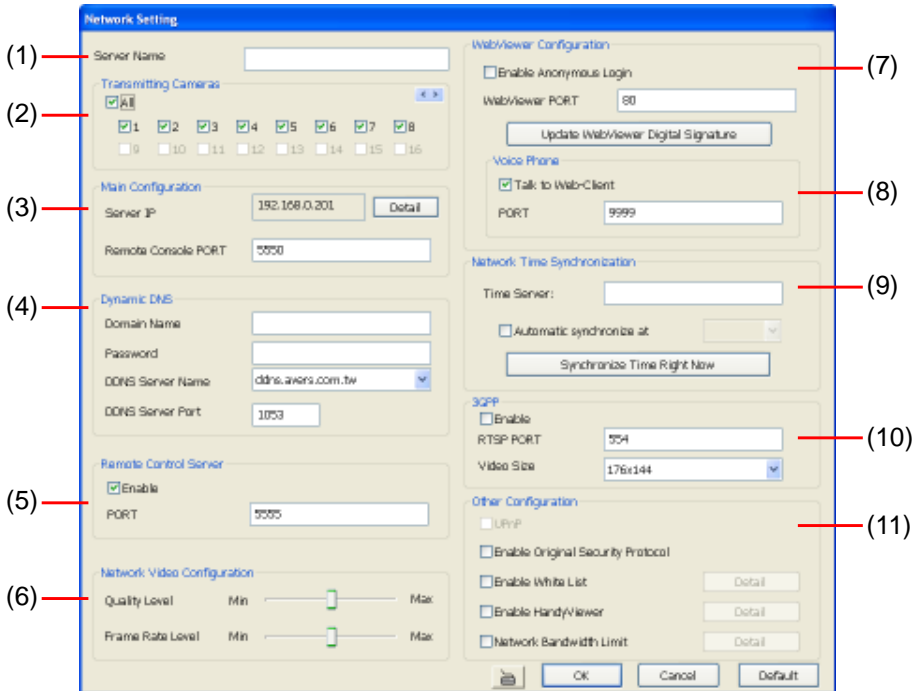 Network Setting
(1)
Server Name
(2)
Transmitting Cameras
All
1 2 3 4 5 6 7 8
9 10 11 12 13 14 15 16
(3)
Main Configuration
Server IP 192.168.0.201 Detail
Remote Console PORT 5550
(4)
Dynamic DNS
Domain Name
Password
DDNS Server Name ddns.avers.com.tw
DDNS Server Port 1053
(5)
Remote Control Server
Enable
PORT 5555
(6)
Network Video Configuration
Quality Level Min Max
Frame Rate Level Min Max
WebViewer Configuration
(7)
Enable Anonymous Login
WebViewer PORT 80
Update WebViewer Digital Signature
Voice Phone
(8)
Talk to Web-Client
PORT 9999
Network Time Synchronization
(9)
Time Server:
Automatic synchronize at
Synchronize Time Right Now
3GPP
Enable
(10)
RTSP PORT 554
Video Size 176x144
Other Configuration
(11)
UPnP
Enable Original Security Protocol
Enable White List Detail
Enable HandyViewer Detail
Network Bandwidth Limit Detail
OK Cancel Default